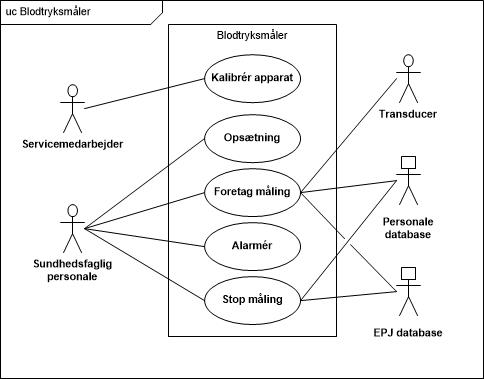 uc Blodtryksmåler
Blodtryksmåler
Kalibrér apparat
Servicemedarbejder
Transducer
Opsætning
Foretag måling
Personale
database
Alarmér
Sundhedsfaglig
personale
Stop måling
EPJ database